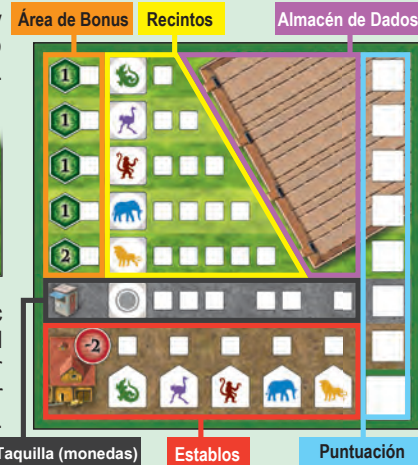 Área de Bonus
Recintos
Almacén de Dados
1
1
1
1
2
-2
Taquilla (monedas)
Establos
Puntuación